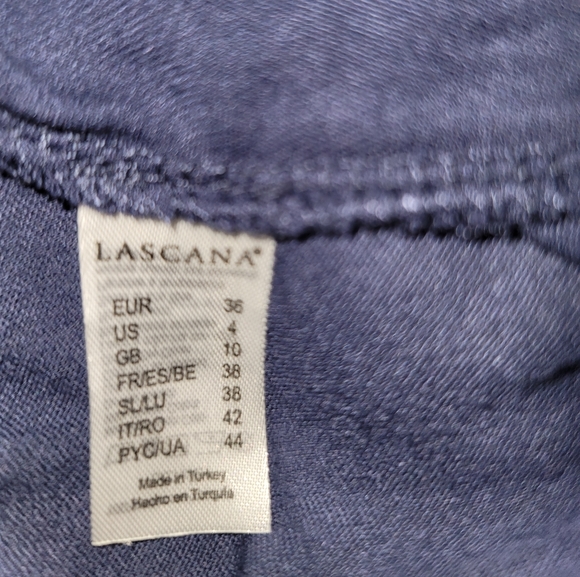 LASCANA®
EUR 36
US 4
GB 10
FR/ES/BE 38
SL/LU 38
IT/RO 42
PYC/UA 44
Made in Turkey
Hecho en Turquía